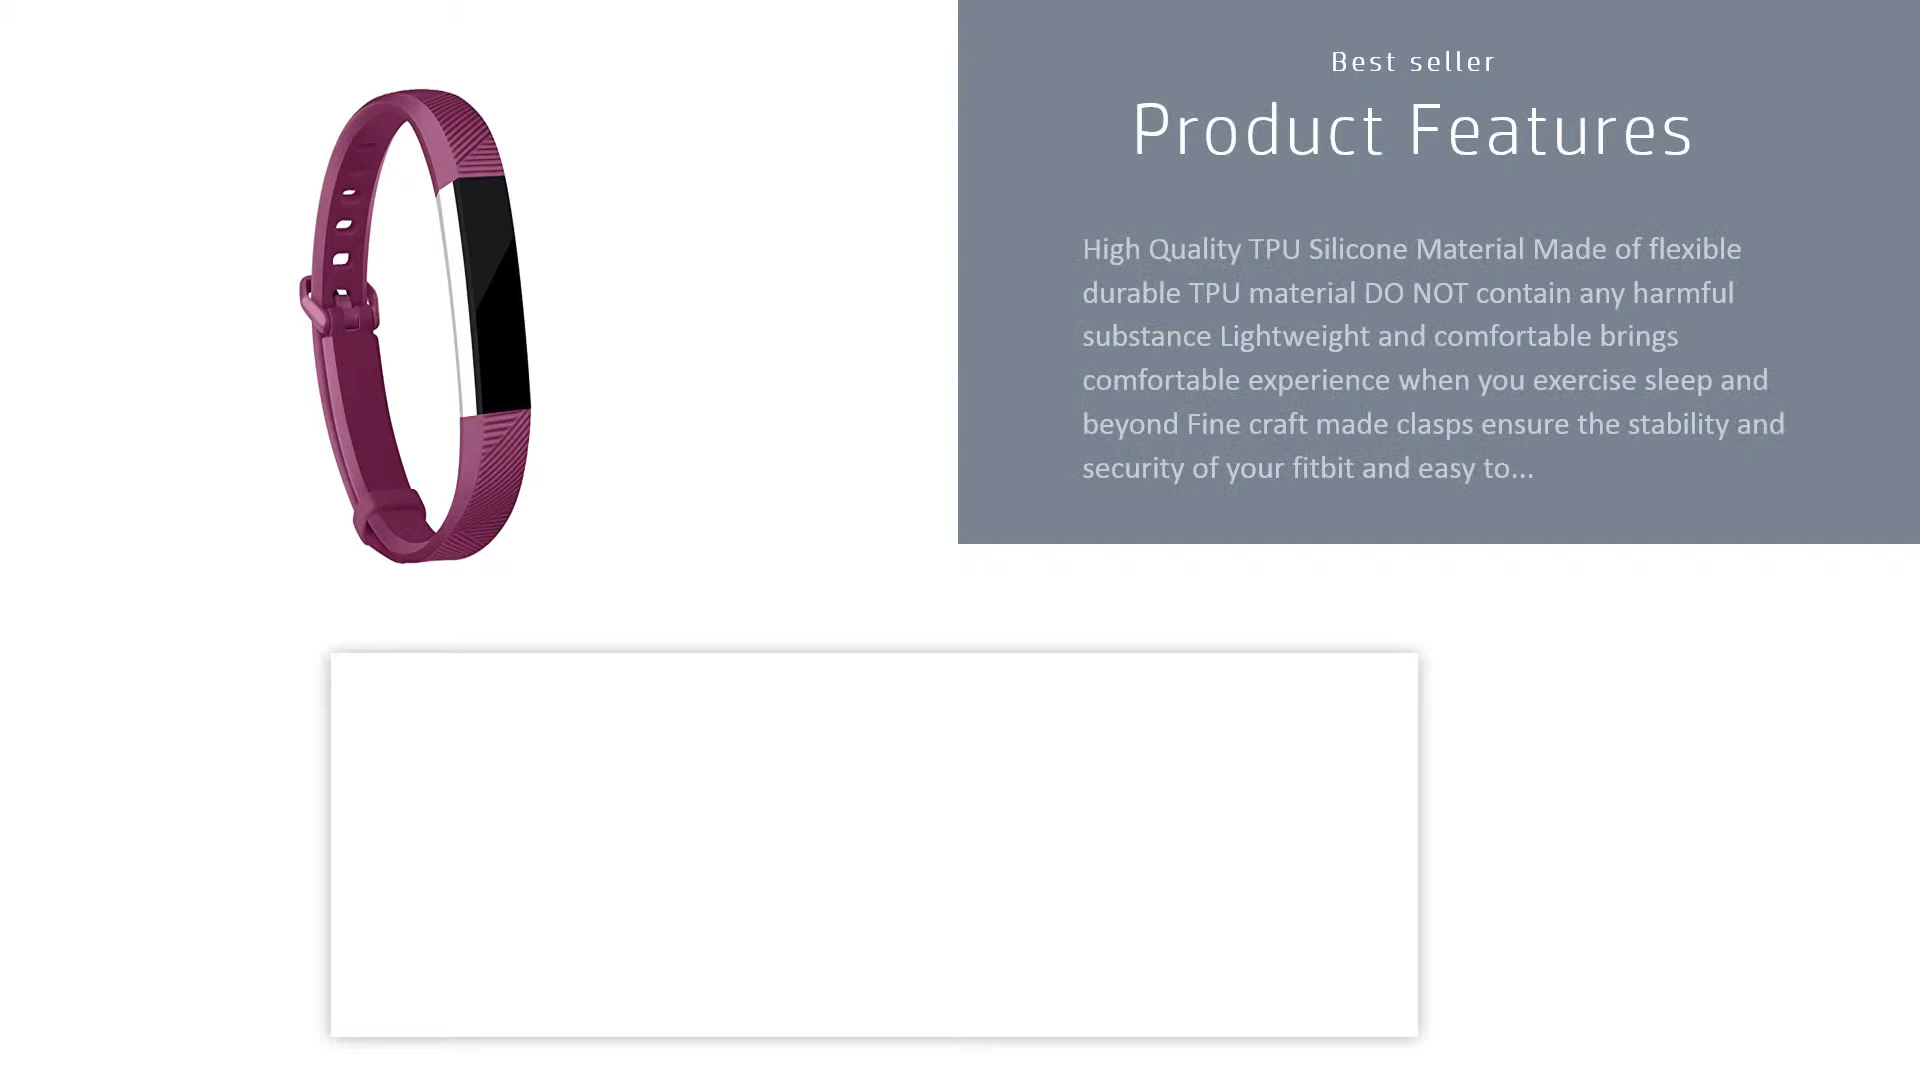 Best seller
Product Features
High Quality TPU Silicone Material Made of flexible
durable TPU material DO NOT contain any harmful
substance Lightweight and comfortable brings
comfortable experience when you exercise sleep and
beyond Fine craft made clasps ensure the stability and
security of your fitbit and easy to...